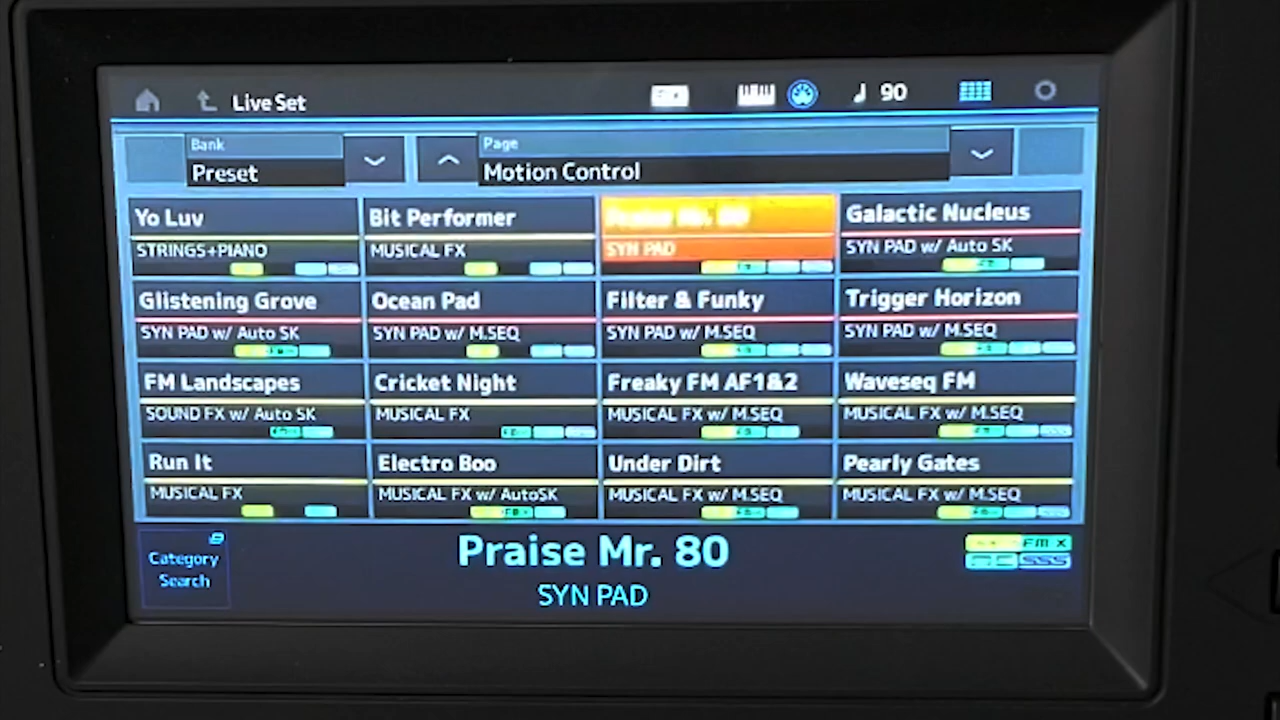 Live Set
90
Bank
Preset
Page
Motion Control
Yo Luv
STRINGS+PIANO
Bit Performer
MUSICAL FX
Praise Mr. 80
SYN PAD
Galactic Nucleus
SYN PAD w/ Auto SK
Glistening Grove
SYN PAD w/ Auto SK
Ocean Pad
SYN PAD w/ M.SEQ
Filter & Funky
SYN PAD w/ M.SEQ
Trigger Horizon
SYN PAD w/ M.SEQ
FM Landscapes
SOUND FX w/ Auto SK
Cricket Night
MUSICAL FX
Freaky FM AF1&2
MUSICAL FX w/ M.SEQ
Waveseq FM
MUSICAL FX w/ M.SEQ
Run It
MUSICAL FX
Electro Boo
MUSICAL FX w/ AutoSK
Under Dirt
MUSICAL FX w/ M.SEQ
Pearly Gates
MUSICAL FX w/ M.SEQ
Category
Search
Praise Mr. 80
SYN PAD
FM X